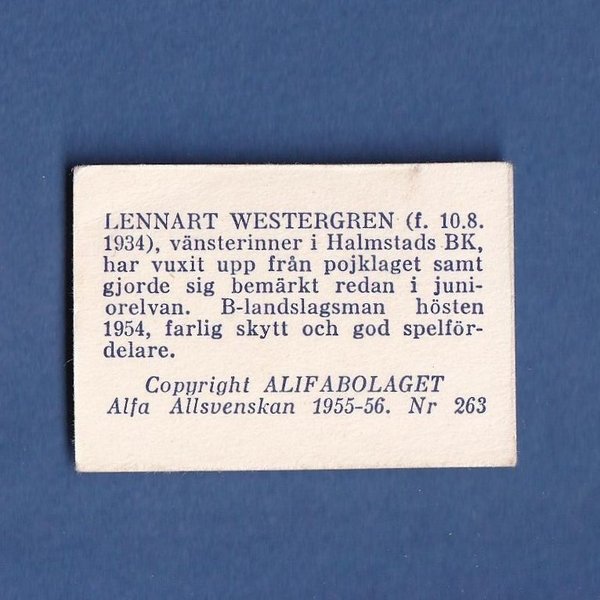 LENNART WESTERGREN (f. 10.8.
1934), vänsterinner i Halmstads BK,
har vuxit upp från pojklaget samt
gjorde sig bemärkt redan i juni-
orelvan. B-landslagsman hösten
1954, farlig skytt och god spelför-
delare.
Copyright ALIFABOLAGET
Alfa Allsvenskan 1955-56. Nr 263